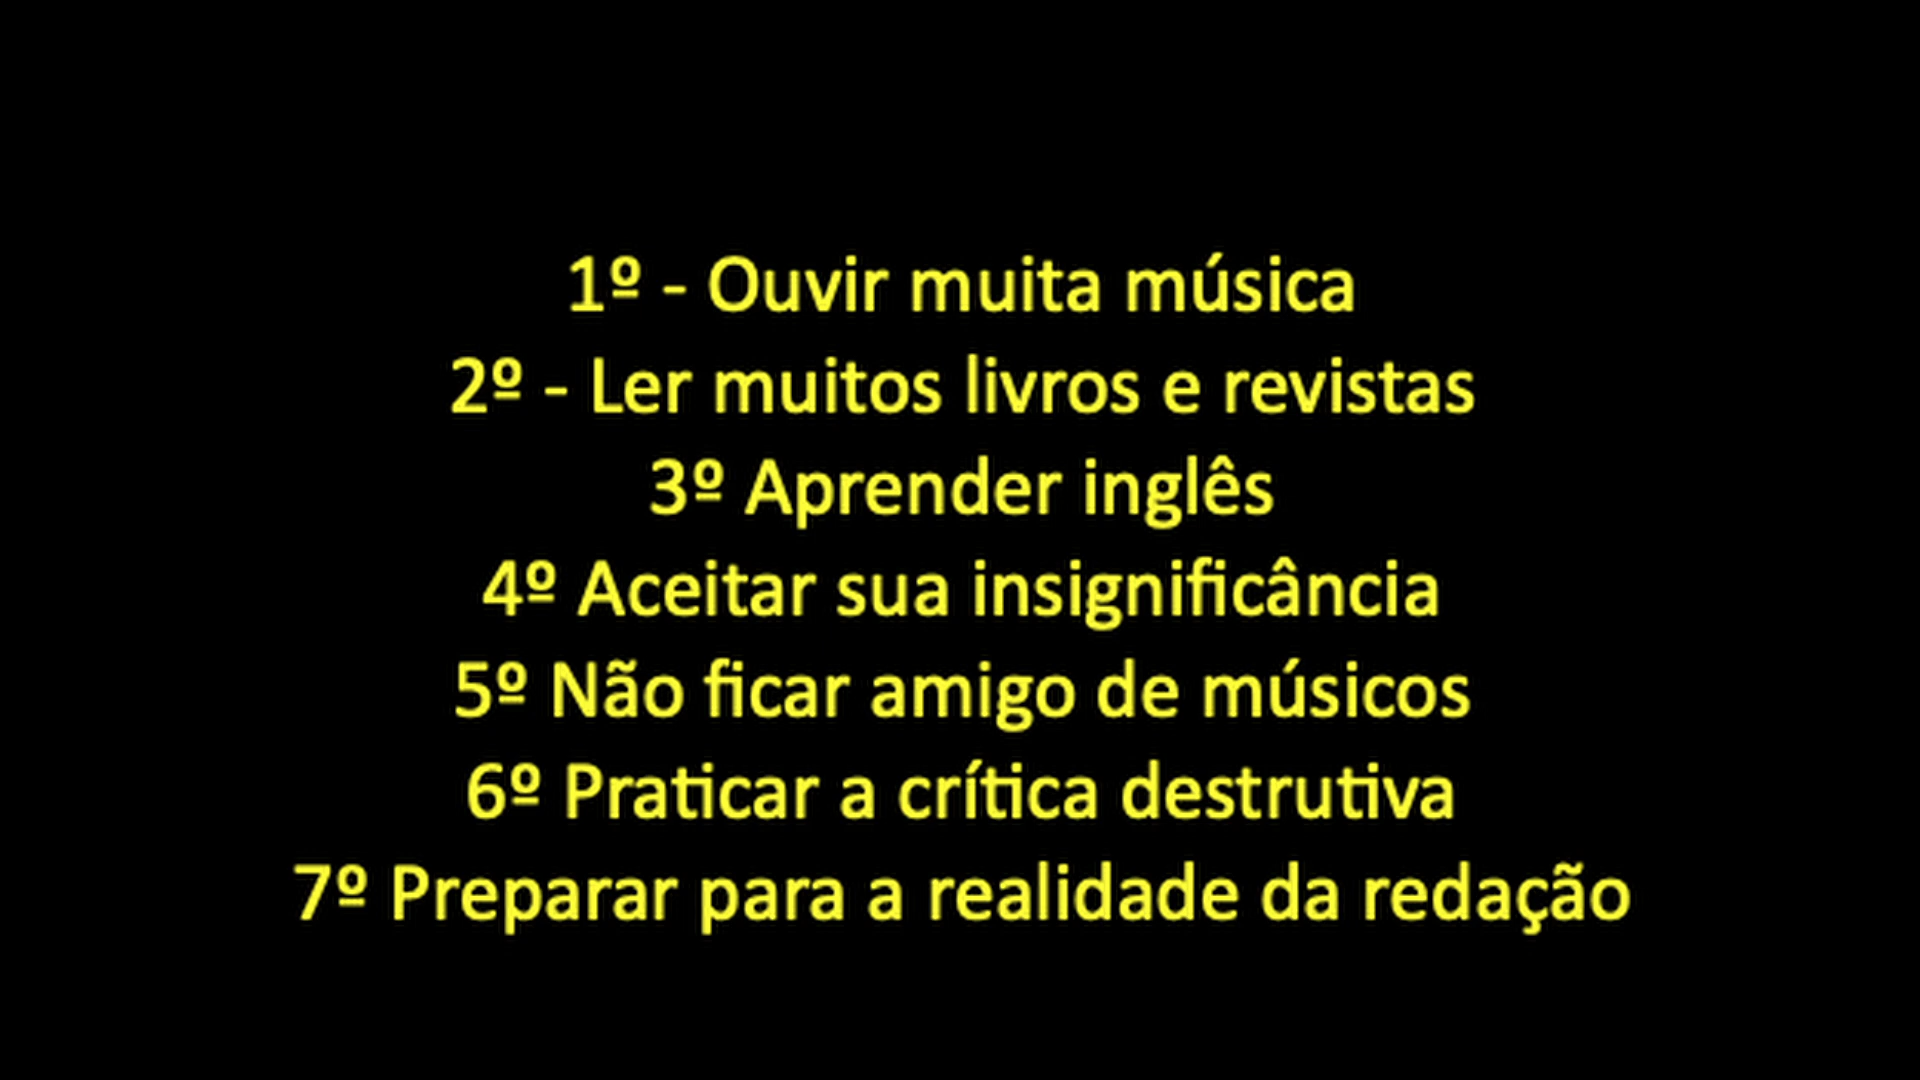 1º - Ouvir muita música
2º - Ler muitos livros e revistas
3º Aprender inglês
4º Aceitar sua insignificância
5º Não ficar amigo de músicos
6º Praticar a crítica destrutiva
7º Preparar para a realidade da redação